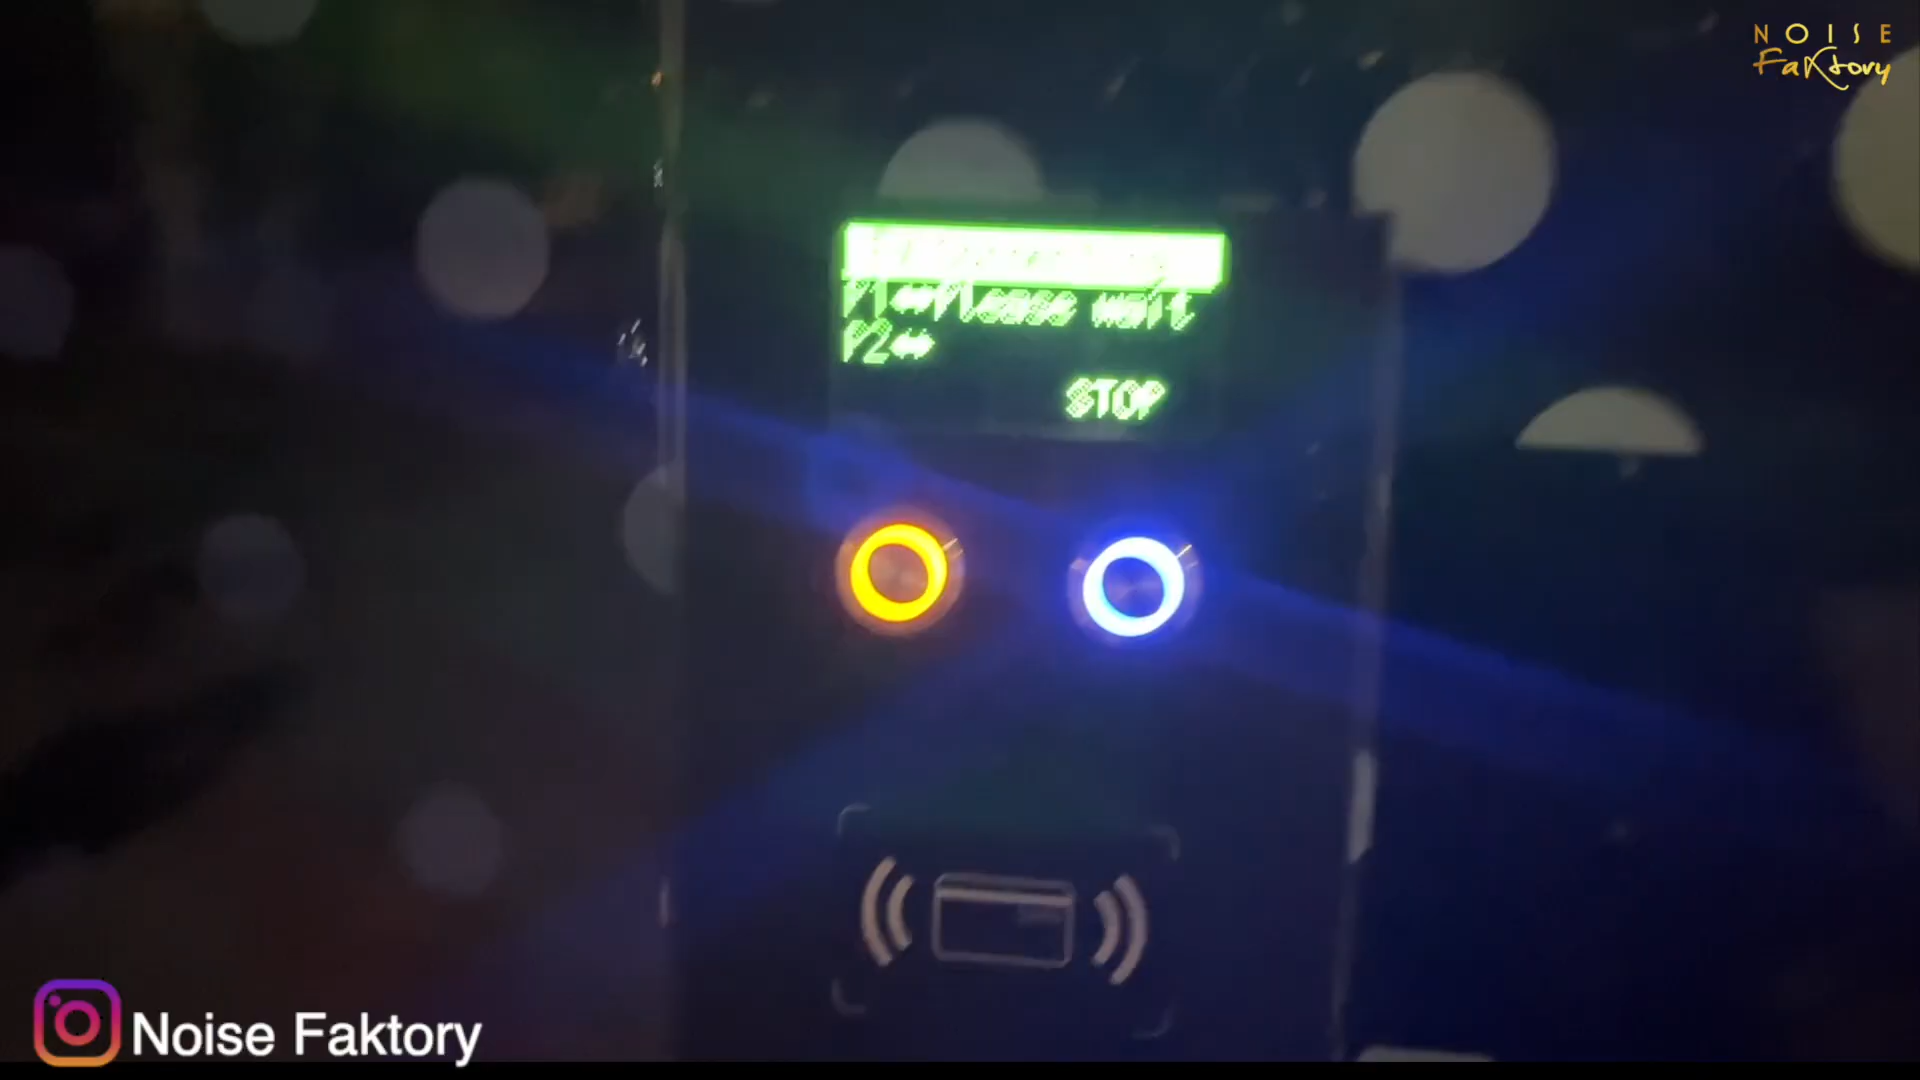 NOISE
Faktory
P1↔Please wait
P2↔
STOP
Noise Faktory